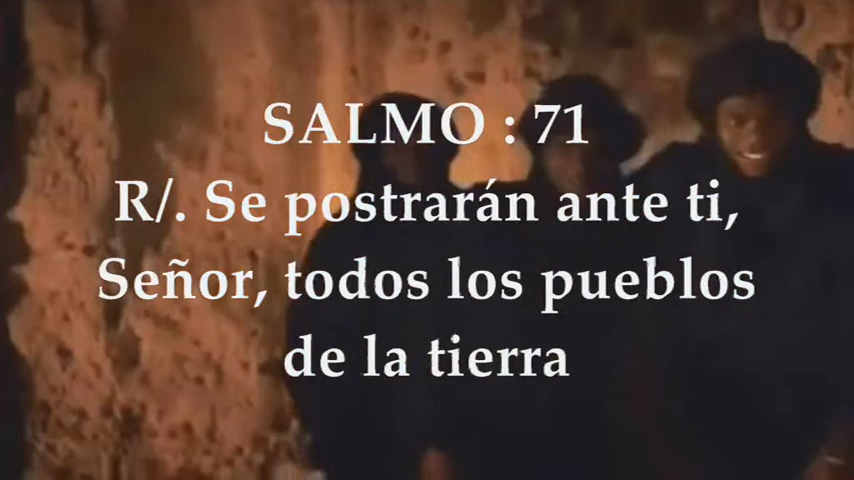 SALMO : 71
R/. Se postrarán ante ti,
Señor, todos los pueblos
de la tierra